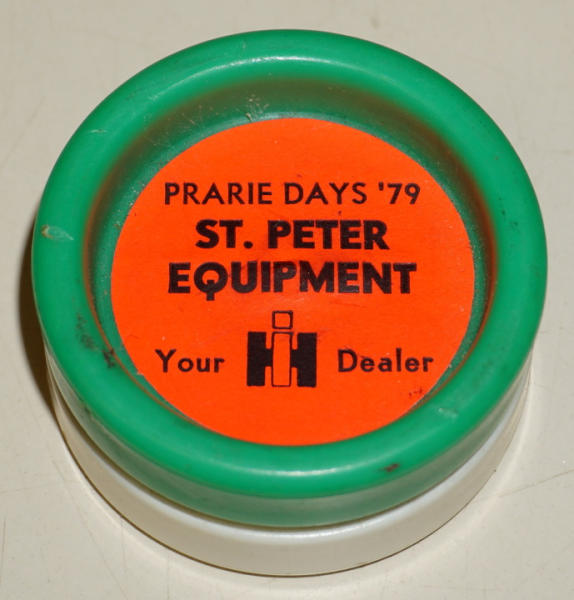 PRARIE DAYS '79
ST. PETER
EQUIPMENT
Your IH Dealer